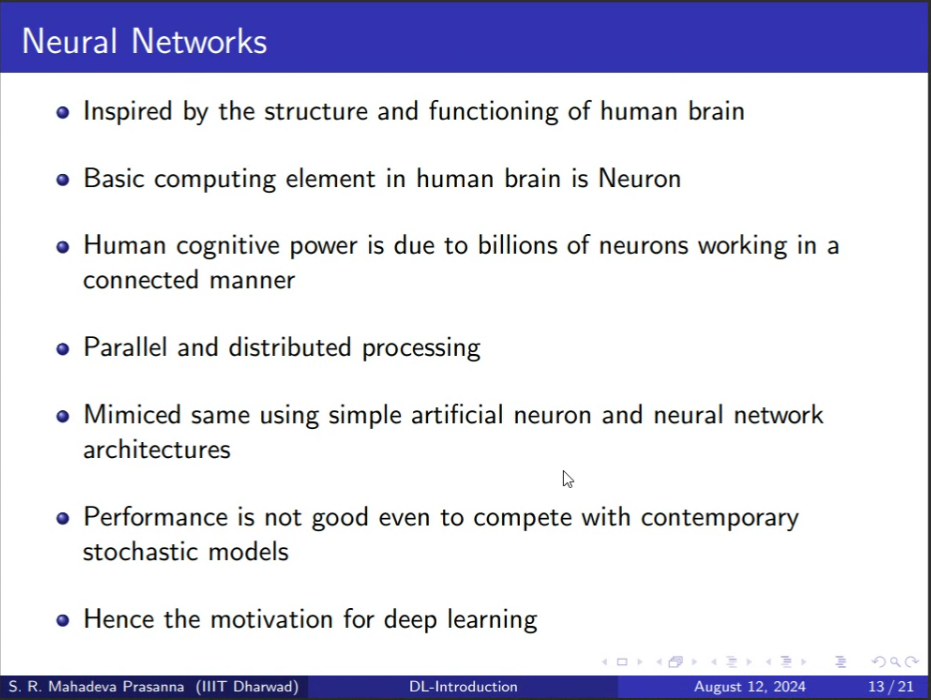 Neural Networks
Inspired by the structure and functioning of human brain
Basic computing element in human brain is Neuron
Human cognitive power is due to billions of neurons working in a
connected manner
Parallel and distributed processing
Mimiced same using simple artificial neuron and neural network
architectures
Performance is not good even to compete with contemporary
stochastic models
Hence the motivation for deep learning
S. R. Mahadeva Prasanna (IIIT Dharwad) DL-Introduction August 12, 2024 13 / 21